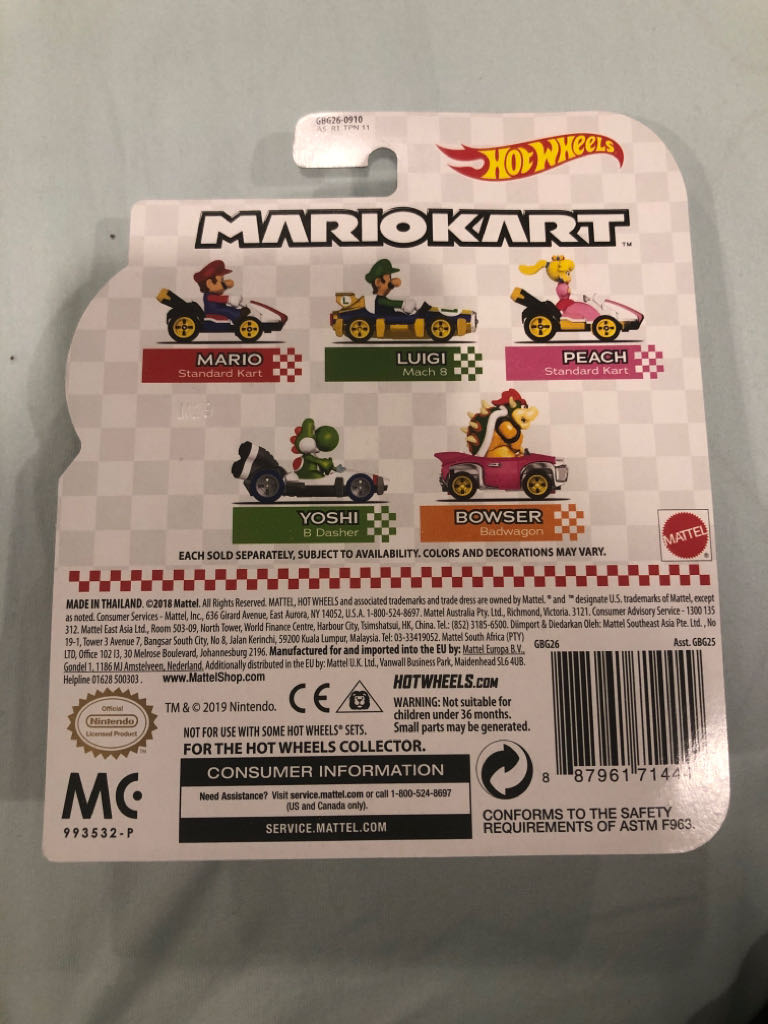 GBG26-0910
AS R1 TPN 11
HOT WHEELS
MARIOKART™
MARIO
Standard Kart
L
LUIGI
Mach 8
PEACH
Standard Kart
YOSHI
B Dasher
BOWSER
Badwagon
MATTEL®
EACH SOLD SEPARATELY, SUBJECT TO AVAILABILITY. COLORS AND DECORATIONS MAY VARY.
MADE IN THAILAND. ©2018 Mattel. All Rights Reserved. MATTEL, HOT WHEELS and associated trademarks and trade dress are owned by Mattel. ® and ™ designate U.S. trademarks of Mattel, except
as noted. Consumer Services - Mattel, Inc., 636 Girard Avenue, East Aurora, NY 14052, U.S.A. 1-800-524-8697. Mattel Australia Pty. Ltd., Richmond, Victoria. 3121. Consumer Advisory Service - 1300 135
312. Mattel East Asia Ltd., Room 503-09, North Tower, World Finance Centre, Harbour City, Tsimshatsui, HK, China. Tel.: (852) 3185-6500. Diimport & Diedarkan Oleh: Mattel Southeast Asia Pte. Ltd., No
19-1, Tower 3 Avenue 7, Bangsar South City, No 8, Jalan Kerinchi, 59200 Kuala Lumpur, Malaysia. Tel: 03-33419052. Mattel South Africa (PTY)
LTD, Office 102 I3, 30 Melrose Boulevard, Johannesburg 2196. Manufactured for and imported into the EU by: Mattel Europa B.V.,
Gondel 1, 1186 MJ Amstelveen, Nederland. Additionally distributed in the EU by: Mattel U.K. Ltd., Vanwall Business Park, Maidenhead SL6 4UB.
Helpline 01628 500303. www.MattelShop.com
GBG26 Asst. GBG25
Official
Nintendo
Licensed Product
™
TM & © 2019 Nintendo.
CE
HOTWHEELS.COM
WARNING: Not suitable for
children under 36 months.
Small parts may be generated.
NOT FOR USE WITH SOME HOT WHEELS® SETS.
FOR THE HOT WHEELS COLLECTOR.
CONSUMER INFORMATION
Need Assistance? Visit service.mattel.com or call 1-800-524-8697
(US and Canada only).
SERVICE.MATTEL.COM
8 87961 7144
MC
993532-P
CONFORMS TO THE SAFETY
REQUIREMENTS OF ASTM F963.